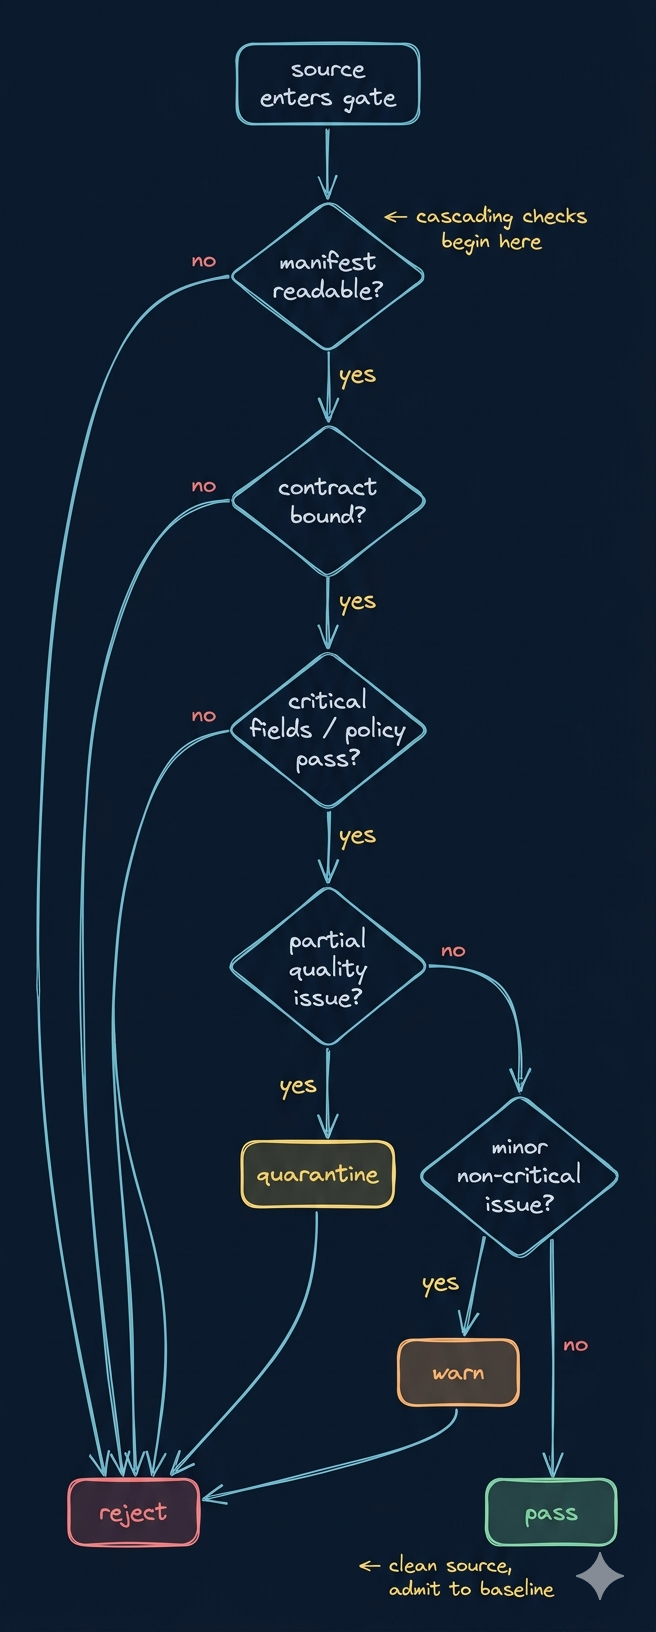 source
enters gate
← cascading checks
begin here
no
manifest
readable?
yes
no
contract
bound?
yes
no
critical
fields / policy
pass?
yes
partial
quality
issue?
no
yes
quarantine
minor
non-critical
issue?
yes
no
warn
reject
pass
← clean source,
admit to baseline